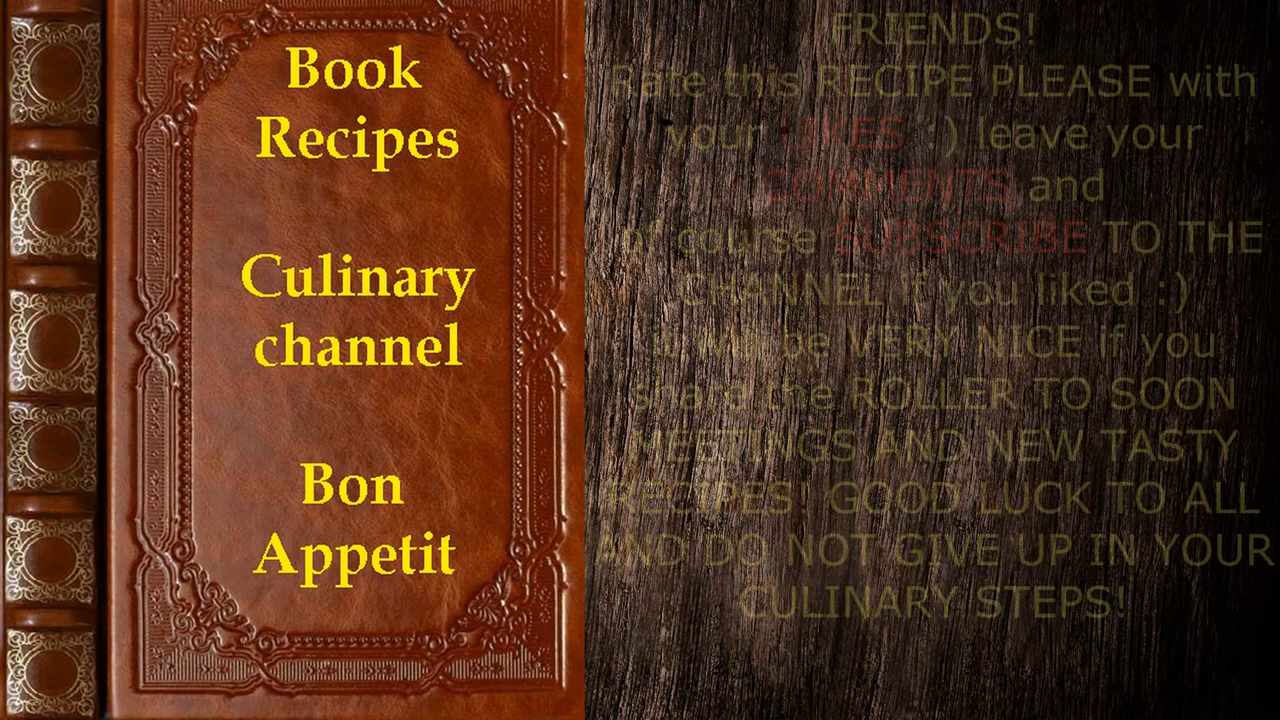 Book
Recipes
Culinary
channel
Bon
Appetit
FRIENDS!
Rate this RECIPE PLEASE with
your LIKES :) leave your
COMMENTS and
of course SUBSCRIBE TO THE
CHANNEL if you liked :)
it will be VERY NICE if you
share the ROLLER TO SOON
MEETINGS AND NEW TASTY
RECIPES! GOOD LUCK TO ALL
AND DO NOT GIVE UP IN YOUR
CULINARY STEPS!